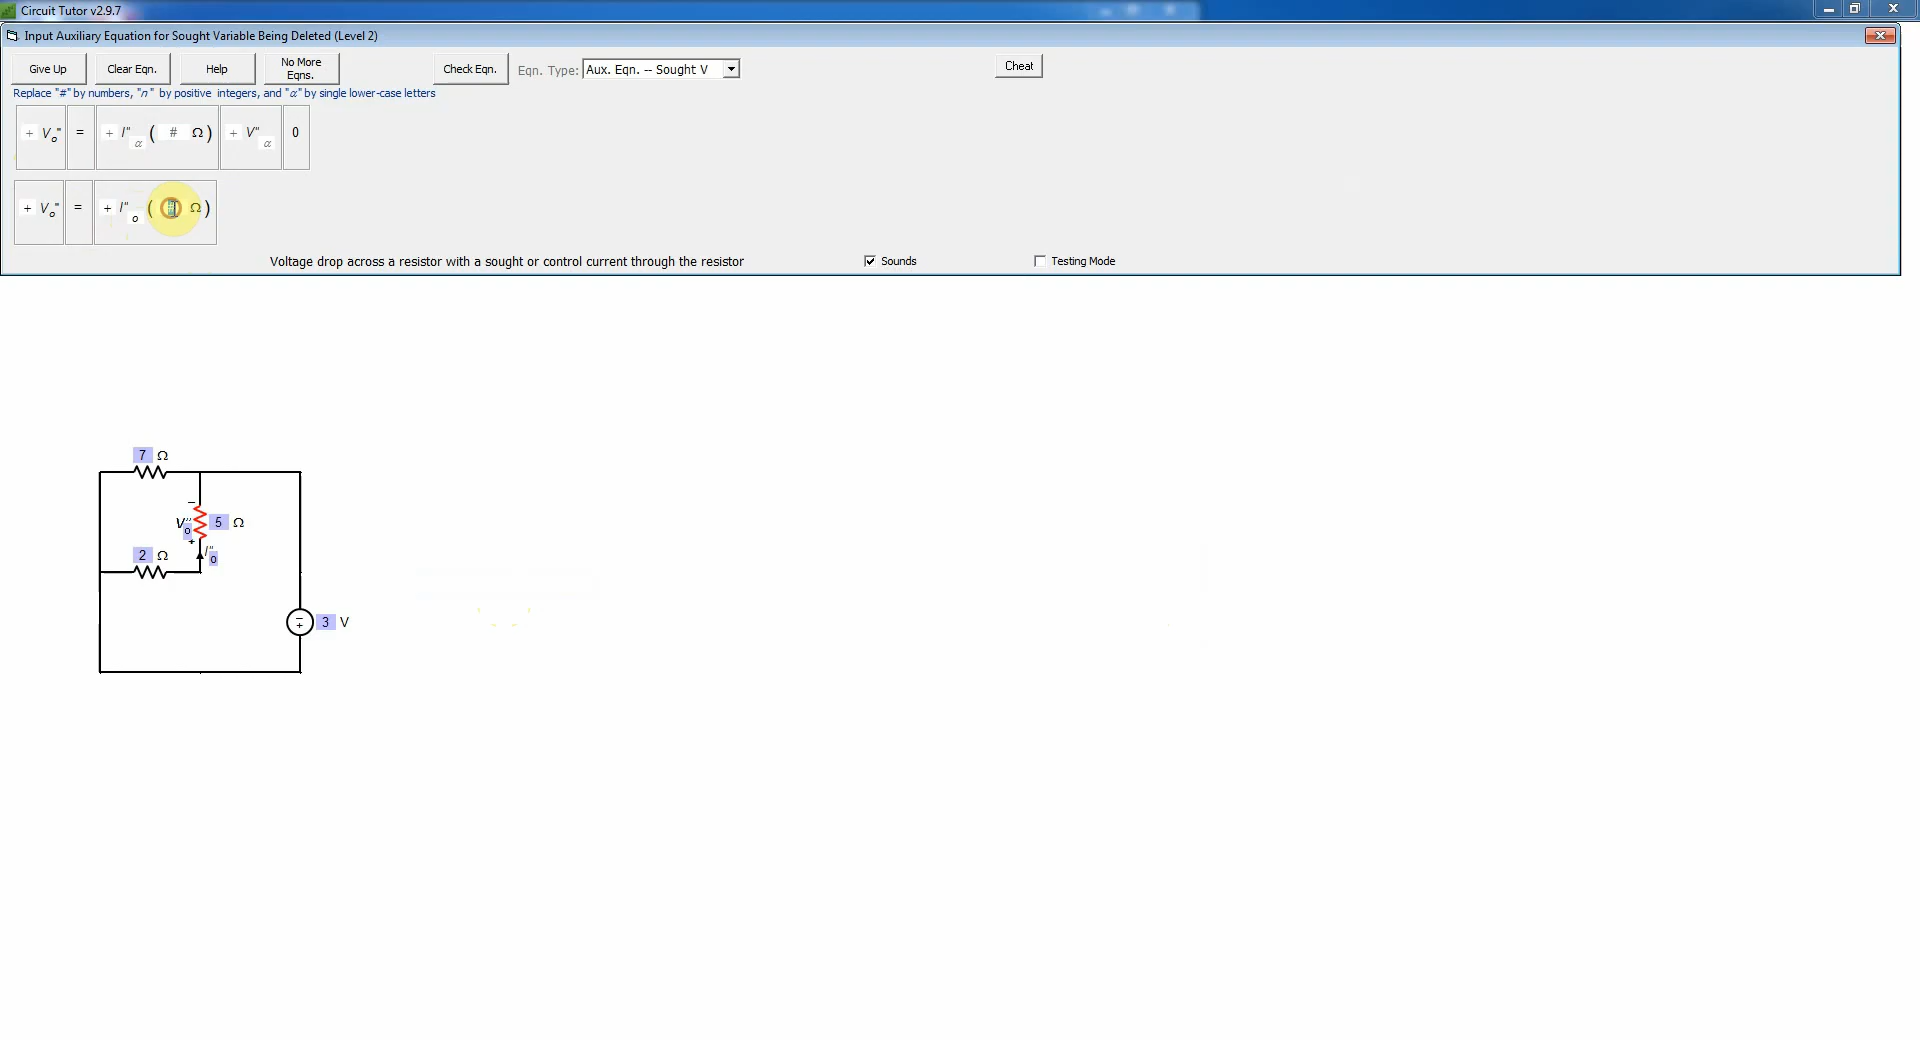 Circuit Tutor v2.9.7
Input Auxiliary Equation for Sought Variable Being Deleted (Level 2)
Give Up Clear Eqn. Help No More Eqns. Check Eqn. Eqn. Type: Aux. Eqn. -- Sought V Cheat
Replace "#" by numbers, "n" by positive integers, and "α" by single lower-case letters
+ Vo" = + I"α ( # Ω ) + V"α 0
+ Vo" = + I"o ( Ω )
Voltage drop across a resistor with a sought or control current through the resistor
Sounds
Testing Mode
7 Ω
−
V"o 5 Ω
+
I"o
2 Ω
− + 3 V